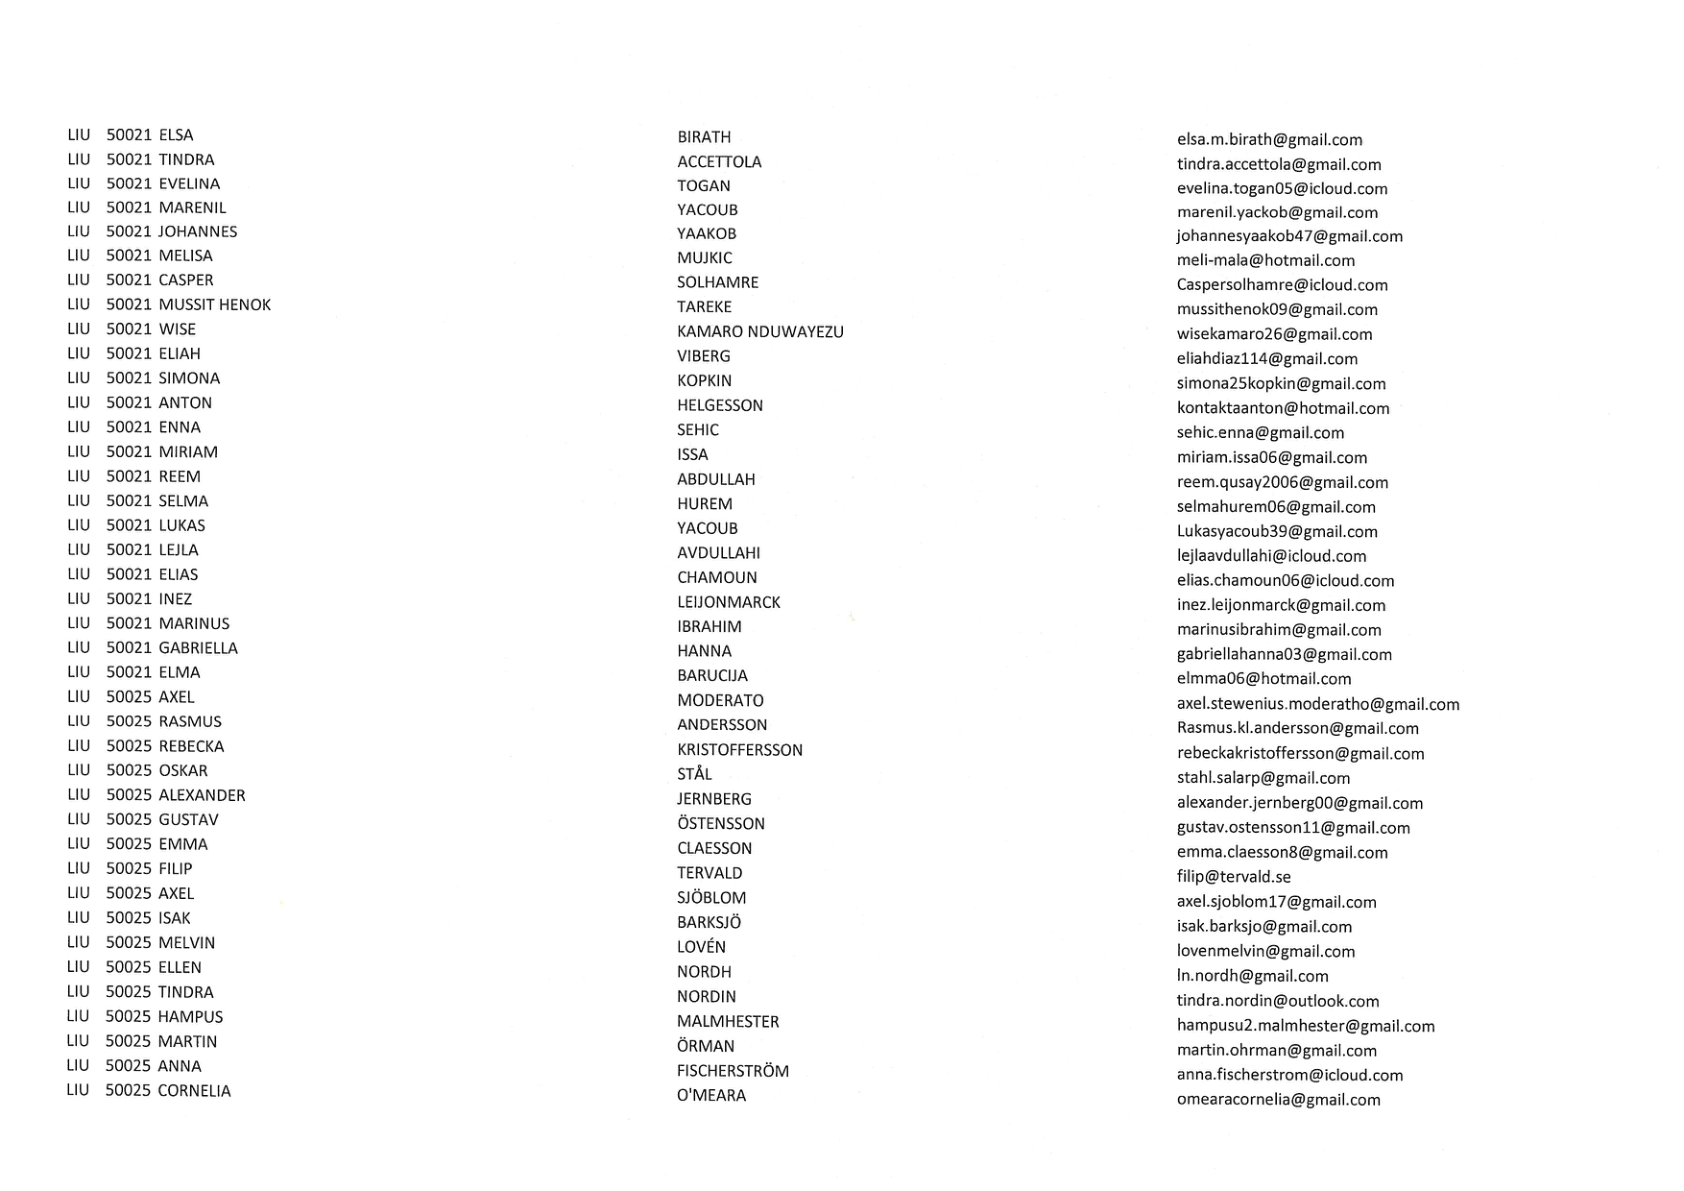 LIU 50021 ELSA BIRATH elsa.m.birath@gmail.com
LIU 50021 TINDRA ACCETTOLA tindra.accettola@gmail.com
LIU 50021 EVELINA TOGAN evelina.togan05@icloud.com
LIU 50021 MARENIL YACOUB marenil.yackob@gmail.com
LIU 50021 JOHANNES YAAKOB johannesyaakob47@gmail.com
LIU 50021 MELISA MUJKIC meli-mala@hotmail.com
LIU 50021 CASPER SOLHAMRE Caspersolhamre@icloud.com
LIU 50021 MUSSIT HENOK TAREKE mussithenok09@gmail.com
LIU 50021 WISE KAMARO NDUWAYEZU wisekamaro26@gmail.com
LIU 50021 ELIAH VIBERG eliahdiaz114@gmail.com
LIU 50021 SIMONA KOPKIN simona25kopkin@gmail.com
LIU 50021 ANTON HELGESSON kontaktaanton@hotmail.com
LIU 50021 ENNA SEHIC sehic.enna@gmail.com
LIU 50021 MIRIAM ISSA miriam.issa06@gmail.com
LIU 50021 REEM ABDULLAH reem.qusay2006@gmail.com
LIU 50021 SELMA HUREM selmahurem06@gmail.com
LIU 50021 LUKAS YACOUB Lukasyacoub39@gmail.com
LIU 50021 LEJLA AVDULLAHI lejlaavdullahi@icloud.com
LIU 50021 ELIAS CHAMOUN elias.chamoun06@icloud.com
LIU 50021 INEZ LEIJONMARCK inez.leijonmarck@gmail.com
LIU 50021 MARINUS IBRAHIM marinusibrahim@gmail.com
LIU 50021 GABRIELLA HANNA gabriellahanna03@gmail.com
LIU 50021 ELMA BARUCIJA elmma06@hotmail.com
LIU 50025 AXEL MODERATO axel.stewenius.moderatho@gmail.com
LIU 50025 RASMUS ANDERSSON Rasmus.kl.andersson@gmail.com
LIU 50025 REBECKA KRISTOFFERSSON rebeckakristoffersson@gmail.com
LIU 50025 OSKAR STÅL stahl.salarp@gmail.com
LIU 50025 ALEXANDER JERNBERG alexander.jernberg00@gmail.com
LIU 50025 GUSTAV ÖSTENSSON gustav.ostensson11@gmail.com
LIU 50025 EMMA CLAESSON emma.claesson8@gmail.com
LIU 50025 FILIP TERVALD filip@tervald.se
LIU 50025 AXEL SJÖBLOM axel.sjoblom17@gmail.com
LIU 50025 ISAK BARKSJÖ isak.barksjo@gmail.com
LIU 50025 MELVIN LOVÉN lovenmelvin@gmail.com
LIU 50025 ELLEN NORDH ln.nordh@gmail.com
LIU 50025 TINDRA NORDIN tindra.nordin@outlook.com
LIU 50025 HAMPUS MALMHESTER hampusu2.malmhester@gmail.com
LIU 50025 MARTIN ÖRMAN martin.ohrman@gmail.com
LIU 50025 ANNA FISCHERSTRÖM anna.fischerstrom@icloud.com
LIU 50025 CORNELIA O'MEARA omearacornelia@gmail.com